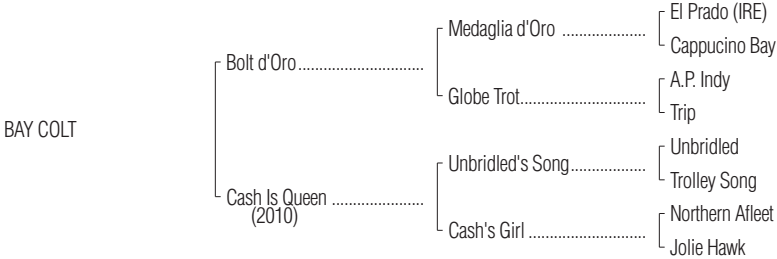 El Prado (IRE)
Medaglia d'Oro ....................
Cappucino Bay
Bolt d'Oro..............................
A.P. Indy
Globe Trot..............................
Trip
BAY COLT
Unbridled
Unbridled's Song..................
Trolley Song
Cash Is Queen ......................
(2010)
Northern Afleet
Cash's Girl ............................
Jolie Hawk